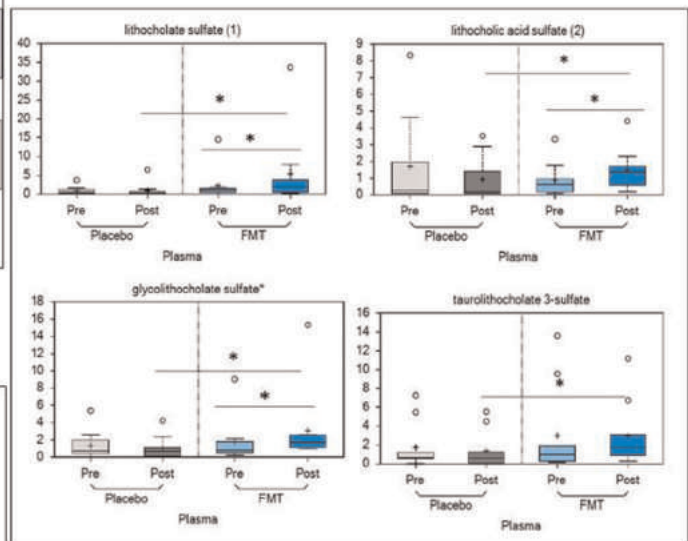 lithocholate sulfate (1)
40
35
30
25
20
15
10
5
0
*
*
Pre Post Pre Post
Placebo FMT
Plasma
lithocholic acid sulfate (2)
9
8
7
6
5
4
3
2
1
0
*
*
Pre Post Pre Post
Placebo FMT
Plasma
glycolithocholate sulfate*
18
16
14
12
10
8
6
4
2
0
*
*
Pre Post Pre Post
Placebo FMT
Plasma
taurolithocholate 3-sulfate
16
14
12
10
8
6
4
2
0
*
Pre Post Pre Post
Placebo FMT
Plasma